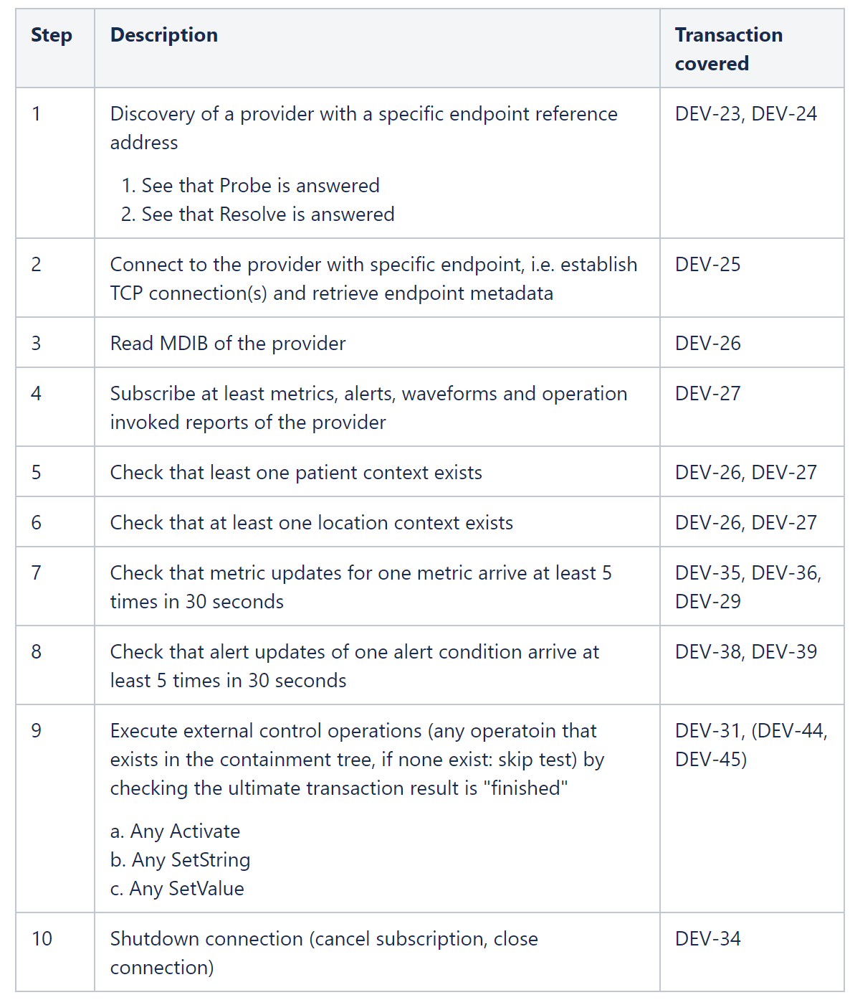 Step
Description
Transaction
covered
1
Discovery of a provider with a specific endpoint reference
address
1. See that Probe is answered
2. See that Resolve is answered
DEV-23, DEV-24
2
Connect to the provider with specific endpoint, i.e. establish
TCP connection(s) and retrieve endpoint metadata
DEV-25
3
Read MDIB of the provider
DEV-26
4
Subscribe at least metrics, alerts, waveforms and operation
invoked reports of the provider
DEV-27
5
Check that least one patient context exists
DEV-26, DEV-27
6
Check that at least one location context exists
DEV-26, DEV-27
7
Check that metric updates for one metric arrive at least 5
times in 30 seconds
DEV-35, DEV-36,
DEV-29
8
Check that alert updates of one alert condition arrive at
least 5 times in 30 seconds
DEV-38, DEV-39
9
Execute external control operations (any operatoin that
exists in the containment tree, if none exist: skip test) by
checking the ultimate transaction result is "finished"
a. Any Activate
b. Any SetString
c. Any SetValue
DEV-31, (DEV-44,
DEV-45)
10
Shutdown connection (cancel subscription, close
connection)
DEV-34